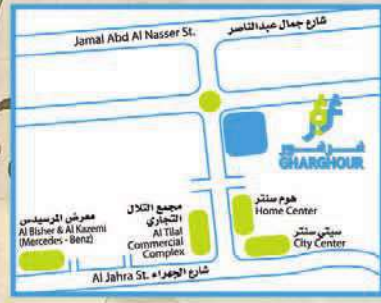 شارع جمال عبدالناصر
Jamal Abd Al Nasser St.
غرغور
GHARGHOUR
معرض المرسيدس
Al Bisher & Al Kazemi
(Mercedes - Benz)
مجمع التلال
التجاري
Al Tilal
Commercial
Complex
هوم سنتر
Home Center
سيتي سنتر
City Center
Al Jahra St. شارع الجهراء